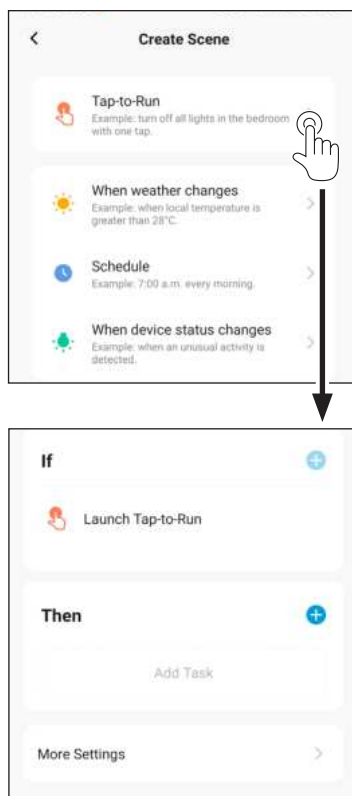 Create Scene
Tap-to-Run
Example: turn off all lights in the bedroom
with one tap.
When weather changes
Example: when local temperature is
greater than 28°C.
Schedule
Example: 7:00 a.m. every morning.
When device status changes
Example: when an unusual activity is
detected.
If
Launch Tap-to-Run
Then
Add Task
More Settings